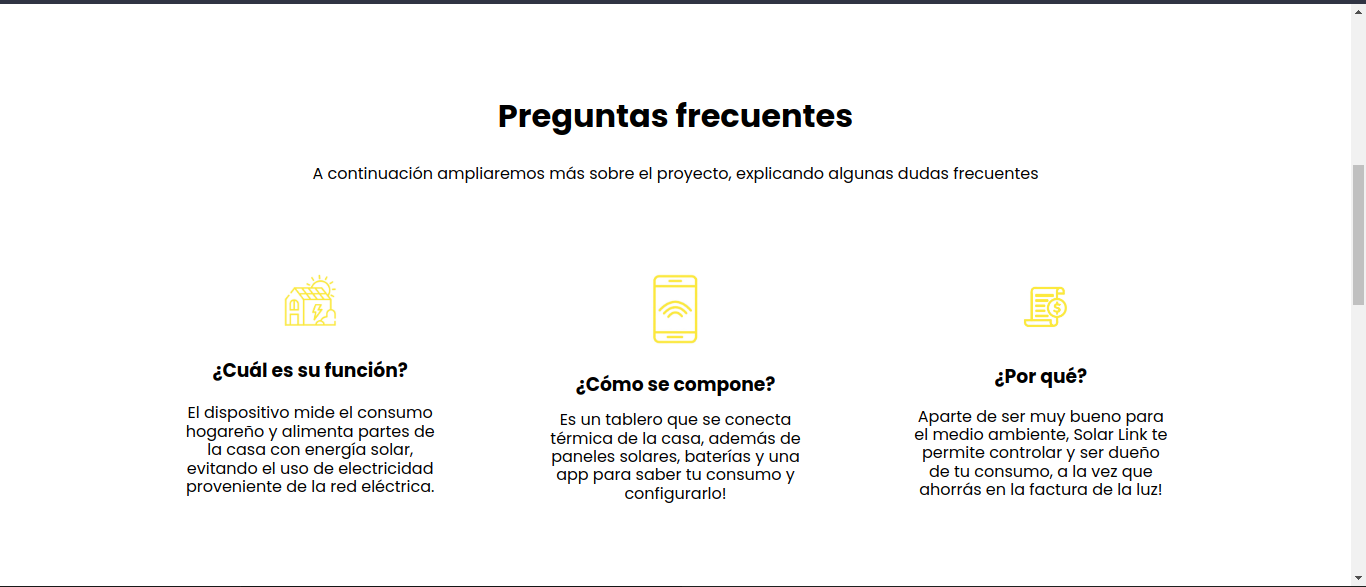 Preguntas frecuentes
A continuación ampliaremos más sobre el proyecto, explicando algunas dudas frecuentes
¿Cuál es su función?
El dispositivo mide el consumo
hogareño y alimenta partes de
la casa con energía solar,
evitando el uso de electricidad
proveniente de la red eléctrica.
¿Cómo se compone?
Es un tablero que se conecta
térmica de la casa, además de
paneles solares, baterías y una
app para saber tu consumo y
configurarlo!
¿Por qué?
Aparte de ser muy bueno para
el medio ambiente, Solar Link te
permite controlar y ser dueño
de tu consumo, a la vez que
ahorrás en la factura de la luz!